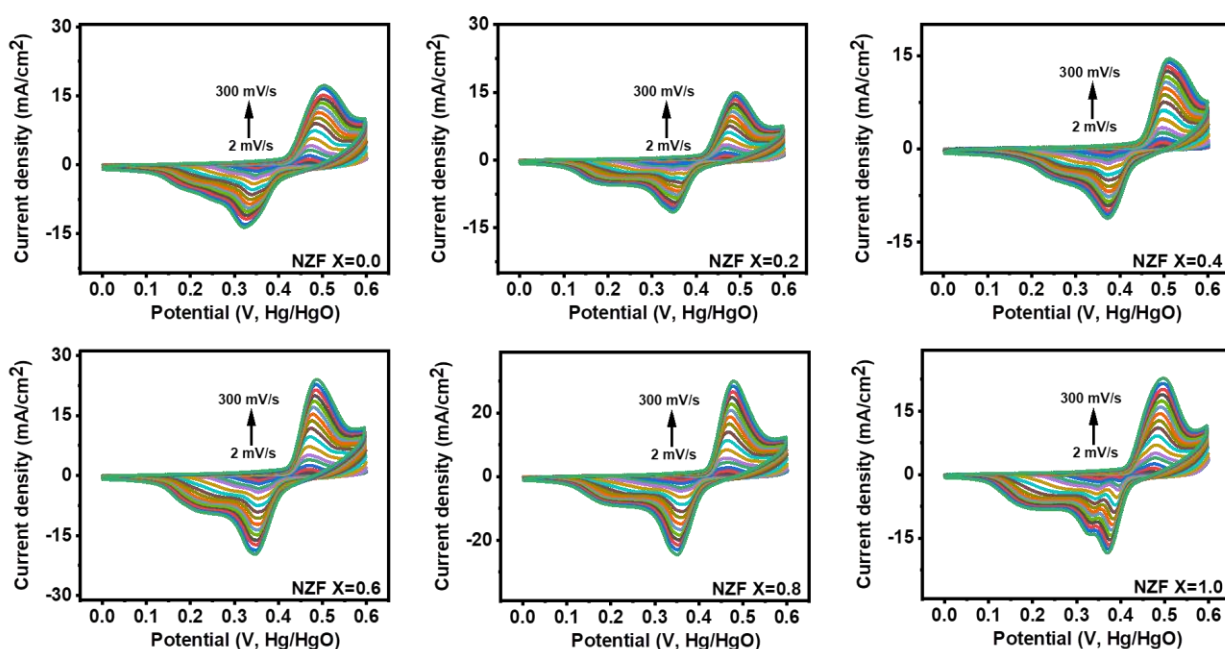 Current density (mA/cm²)
30
15
0
-15
300 mV/s
2 mV/s
NZF X=0.0
0.0 0.1 0.2 0.3 0.4 0.5 0.6
Potential (V, Hg/HgO)
Current density (mA/cm²)
30
15
0
-15
300 mV/s
2 mV/s
NZF X=0.2
0.0 0.1 0.2 0.3 0.4 0.5 0.6
Potential (V, Hg/HgO)
Current density (mA/cm²)
15
0
-15
300 mV/s
2 mV/s
NZF X=0.4
0.0 0.1 0.2 0.3 0.4 0.5 0.6
Potential (V, Hg/HgO)
Current density (mA/cm²)
30
15
0
-15
-30
300 mV/s
2 mV/s
NZF X=0.6
0.0 0.1 0.2 0.3 0.4 0.5 0.6
Potential (V, Hg/HgO)
Current density (mA/cm²)
20
0
-20
300 mV/s
2 mV/s
NZF X=0.8
0.0 0.1 0.2 0.3 0.4 0.5 0.6
Potential (V, Hg/HgO)
Current density (mA/cm²)
30
15
0
-15
300 mV/s
2 mV/s
NZF X=1.0
0.0 0.1 0.2 0.3 0.4 0.5 0.6
Potential (V, Hg/HgO)